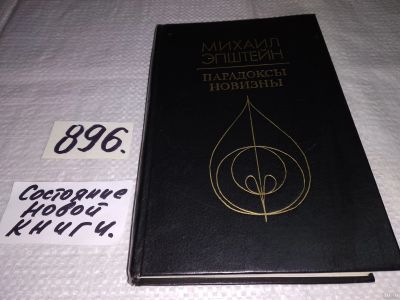 МИХАИЛ
ЭПШТЕЙН
ПАРАДОКСЫ
НОВИЗНЫ
896.
Состояние
новой
книги.